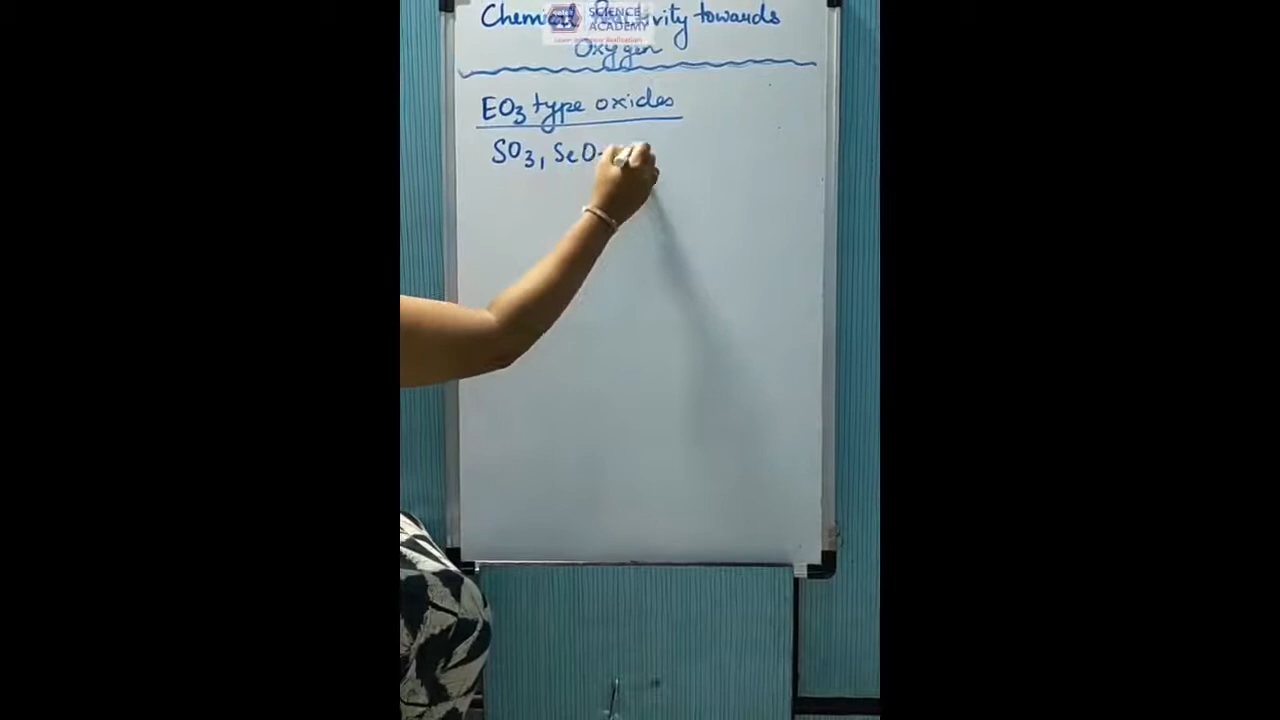 Chemical Reactivity towards
SCIENCE
ACADEMY
Oxygen
EO3 type oxides
SO3, SeO